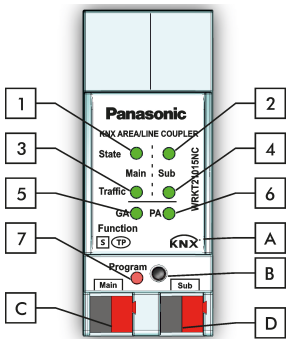 Panasonic
KNX AREA/LINE COUPLER
1
2
State
Main
Sub
3
4
Traffic
5
6
GA
PA
WRKT21015NC
Function
S
TP
KNX
A
7
Program
B
Main
Sub
C
D